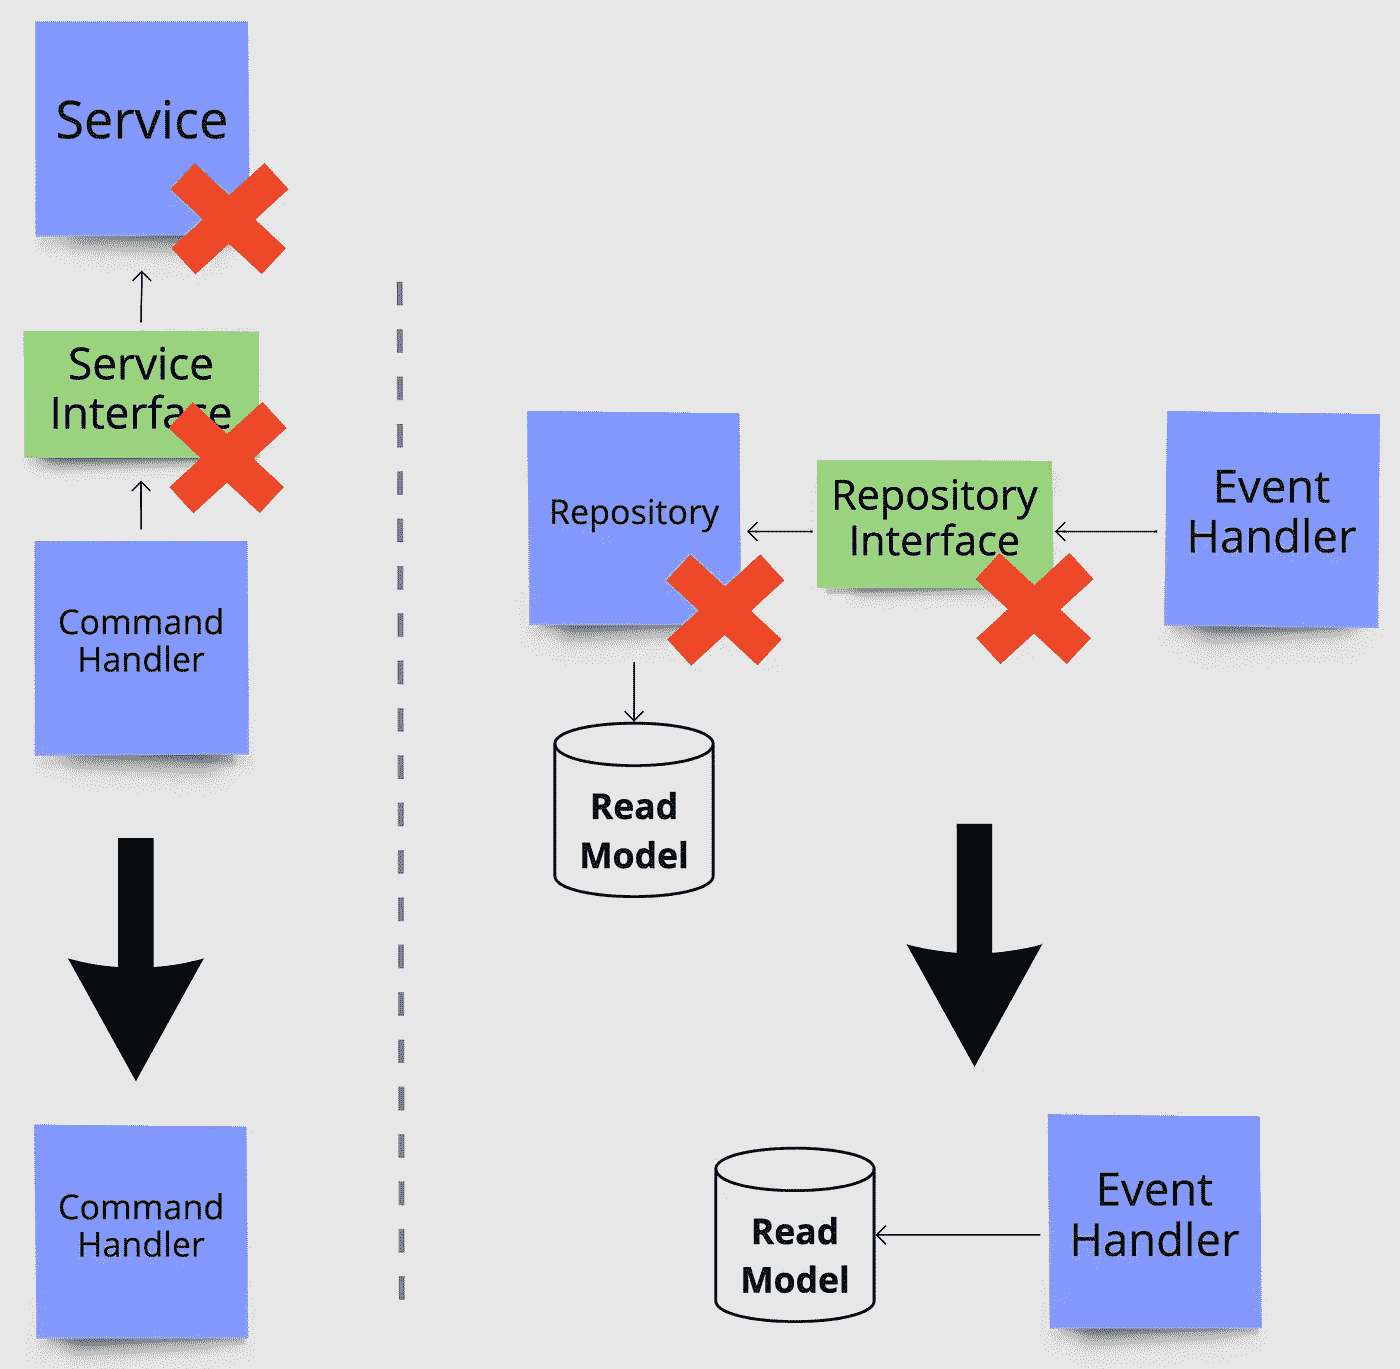 Service
Service
Interface
Command
Handler
Command
Handler
Repository
Repository
Interface
Event
Handler
Read
Model
Read
Model
Event
Handler